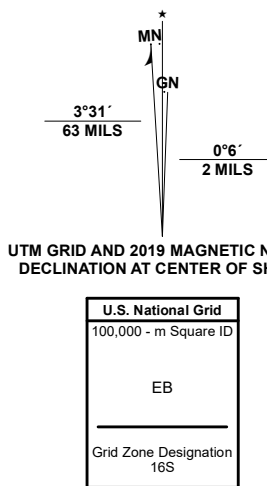 ★
MN
GN
3°31´
63 MILS
0°6´
2 MILS
UTM GRID AND 2019 MAGNETIC N
DECLINATION AT CENTER OF SH
U.S. National Grid
100,000 - m Square ID
EB
Grid Zone Designation
16S